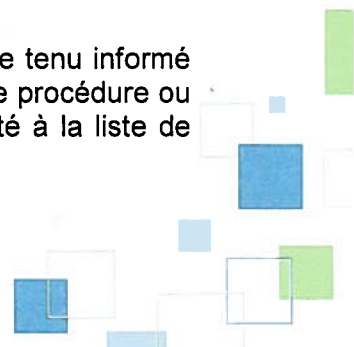 e tenu informé
e procédure ou
té à la liste de